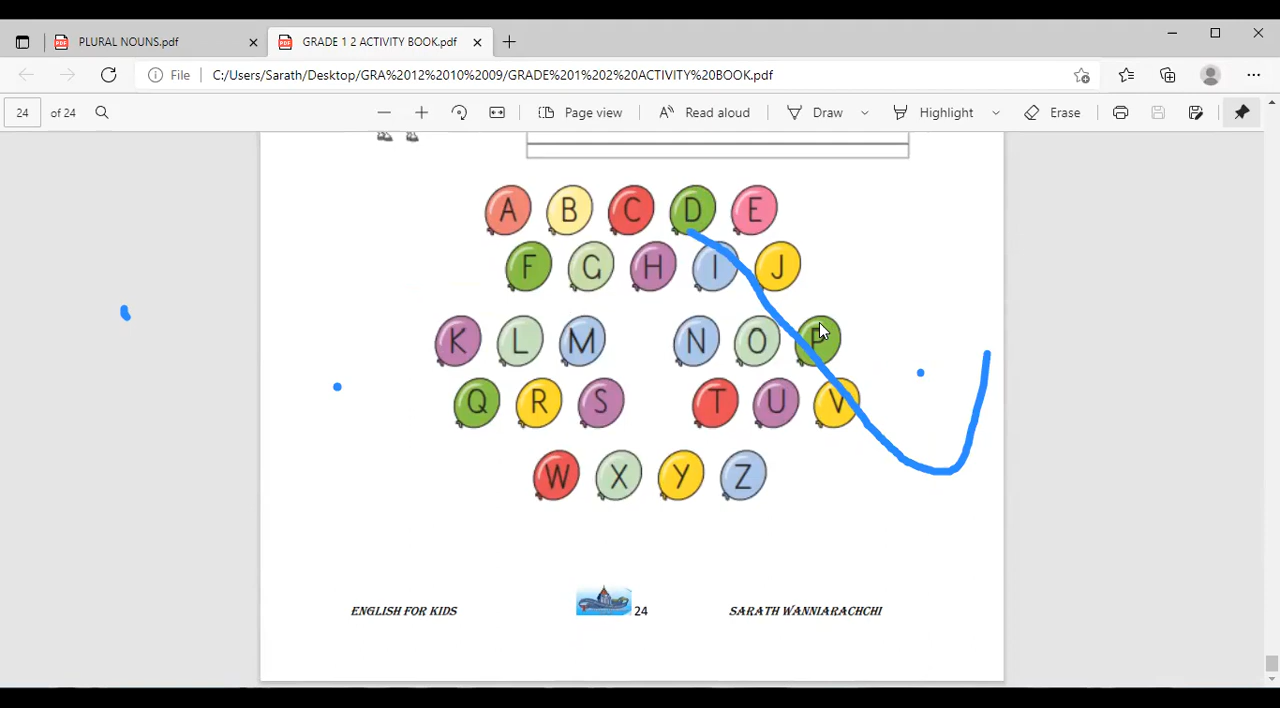 PLURAL NOUNS.pdf
GRADE 1 2 ACTIVITY BOOK.pdf
File C:/Users/Sarath/Desktop/GRA%2012%2010%2009/GRADE%201%202%20ACTIVITY%20BOOK.pdf
24 of 24 Page view Read aloud Draw Highlight Erase
A B C D E
F G H I J
K L M N O P
Q R S T U V
W X Y Z
ENGLISH FOR KIDS 24 SARATH WANNIARACHCHI